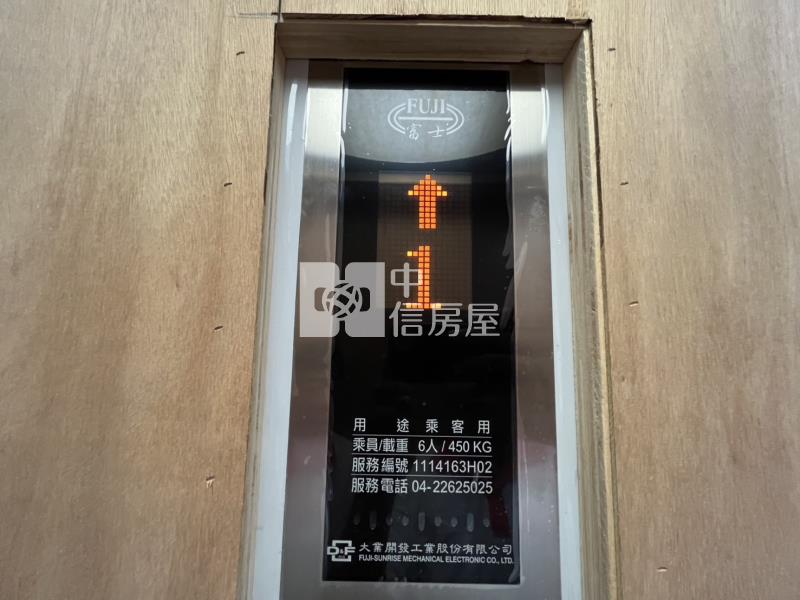 FUJI
富士
↑
1
中
信房屋
用途乘客用
乘員/載重 6人/450 KG
服務編號 1114163H02
服務電話 04-22625025
D&F 大業開發工業股份有限公司
FUJI-SUNRISE MECHANICAL ELECTRONIC CO., LTD.